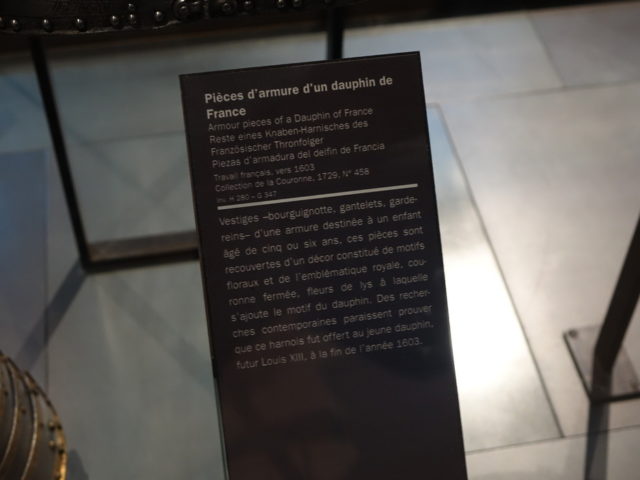 Pièces d'armure d'un dauphin de
France
Armour pieces of a Dauphin of France
Reste eines Knaben-Harnisches des
Französischer Thronfolger
Piezas d'armadura del delfín de Francia
Travail français, vers 1603
Collection de la Couronne, 1729, N° 458
Inv. H 280 – G 347
Vestiges –bourguignotte, gantelets, garde-
reins– d'une armure destinée à un enfant
âgé de cinq ou six ans, ces pièces sont
recouvertes d'un décor constitué de motifs
floraux et de l'emblématique royale, cou-
ronne fermée, fleurs de lys à laquelle
s'ajoute le motif du dauphin. Des recher-
ches contemporaines paraissent prouver
que ce harnois fut offert au jeune dauphin,
futur Louis XIII, à la fin de l'année 1603.